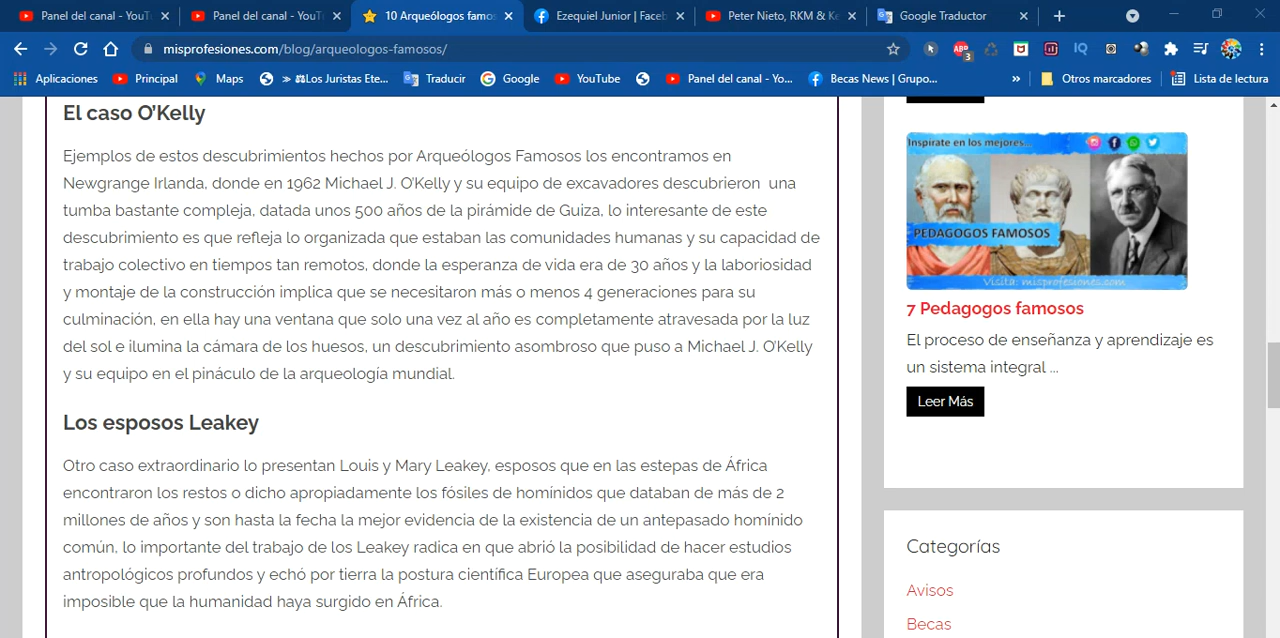 Panel del canal - YouT
Panel del canal - YouT
10 Arqueólogos famos
Ezequiel Junior | Faceb
Peter Nieto, RKM & Ke
Google Traductor
misprofesiones.com/blog/arqueologos-famosos/
ABP
3
IQ
Aplicaciones
Principal
Maps
≫ ⚖Los Juristas Ete...
Traducir
Google
YouTube
Panel del canal - Yo...
Becas News | Grupo...
»
Otros marcadores
Lista de lectura
El caso O’Kelly
Ejemplos de estos descubrimientos hechos por Arqueólogos Famosos los encontramos en
Newgrange Irlanda, donde en 1962 Michael J. O’Kelly y su equipo de excavadores descubrieron una
tumba bastante compleja, datada unos 500 años de la pirámide de Guiza, lo interesante de este
descubrimiento es que refleja lo organizada que estaban las comunidades humanas y su capacidad de
trabajo colectivo en tiempos tan remotos, donde la esperanza de vida era de 30 años y la laboriosidad
y montaje de la construcción implica que se necesitaron más o menos 4 generaciones para su
culminación, en ella hay una ventana que solo una vez al año es completamente atravesada por la luz
del sol e ilumina la cámara de los huesos, un descubrimiento asombroso que puso a Michael J. O’Kelly
y su equipo en el pináculo de la arqueología mundial.
Los esposos Leakey
Otro caso extraordinario lo presentan Louis y Mary Leakey, esposos que en las estepas de África
encontraron los restos o dicho apropiadamente los fósiles de homínidos que databan de más de 2
millones de años y son hasta la fecha la mejor evidencia de la existencia de un antepasado homínido
común, lo importante del trabajo de los Leakey radica en que abrió la posibilidad de hacer estudios
antropológicos profundos y echó por tierra la postura científica Europea que aseguraba que era
imposible que la humanidad haya surgido en África.
Inspírate en los mejores...
PEDAGOGOS FAMOSOS
Visita: misprofesiones.com
7 Pedagogos famosos
El proceso de enseñanza y aprendizaje es
un sistema integral ...
Leer Más
Categorías
Avisos
Becas